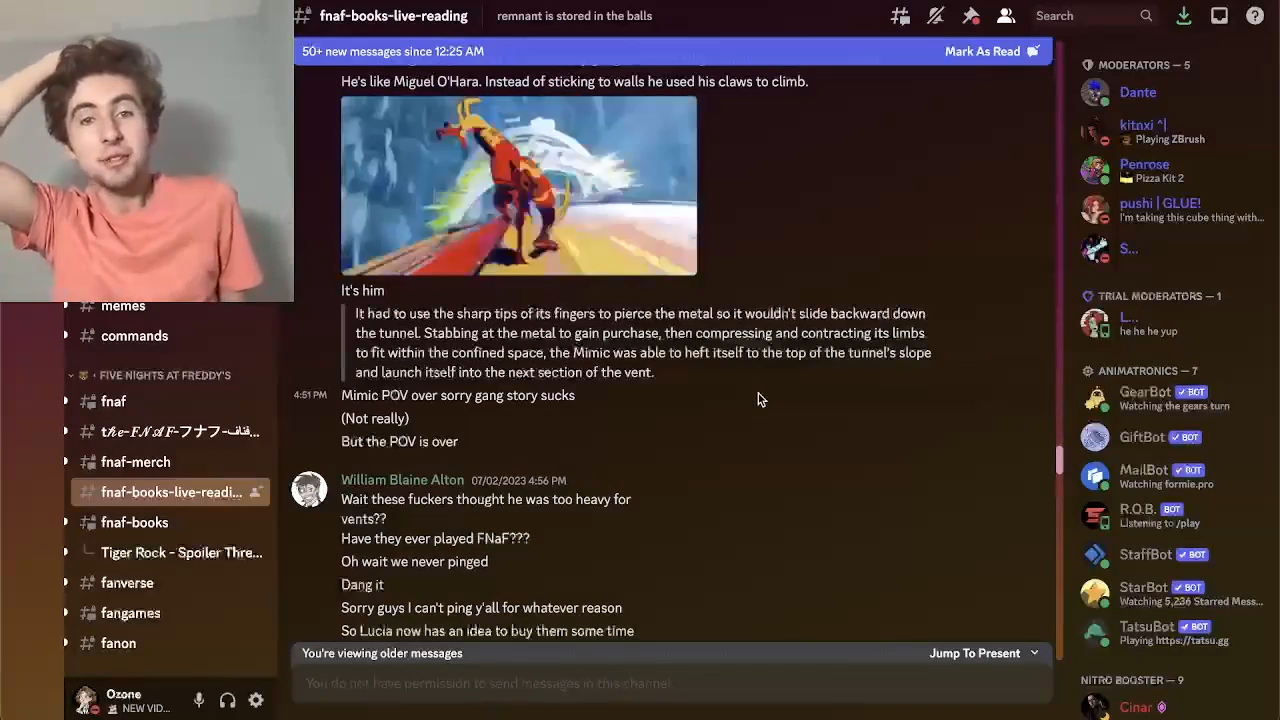 fnaf-books-live-reading
remnant is stored in the balls
Search
50+ new messages since 12:25 AM
Mark As Read
He's like Miguel O'Hara. Instead of sticking to walls he used his claws to climb.
It's him
It had to use the sharp tips of its fingers to pierce the metal so it wouldn't slide backward down
the tunnel. Stabbing at the metal to gain purchase, then compressing and contracting its limbs
to fit within the confined space, the Mimic was able to heft itself to the top of the tunnel's slope
and launch itself into the next section of the vent.
4:51 PM
Mimic POV over sorry gang story sucks
(Not really)
But the POV is over
William Blaine Alton 07/02/2023 4:56 PM
Wait these fuckers thought he was too heavy for
vents??
Have they ever played FNaF???
Oh wait we never pinged
Dang it
Sorry guys I can't ping y'all for whatever reason
So Lucia now has an idea to buy them some time
You're viewing older messages
Jump To Present
You do not have permission to send messages in this channel.
memes
commands
FIVE NIGHTS AT FREDDY'S
fnaf
fnaf-merch
fnaf-books-live-readi...
fnaf-books
Tiger Rock - Spoiler Thre...
fanverse
fangames
fanon
Ozone
NEW VID...
MODERATORS — 5
Dante
kitnxi ^|
Playing ZBrush
Penrose
Pizza Kit 2
pushi | GLUE!
I'm taking this cube thing with...
S...
TRIAL MODERATORS — 1
L...
he he he yup
ANIMATRONICS — 7
GearBot ✓ BOT
Watching the gears turn
GiftBot ✓ BOT
MailBot ✓ BOT
Watching formie.pro
R.O.B. BOT
Listening to /play
StaffBot ✓ BOT
StarBot ✓ BOT
Watching 5,236 Starred Mess...
TatsuBot ✓ BOT
Playing https://tatsu.gg
NITRO BOOSTER — 9
Cinar